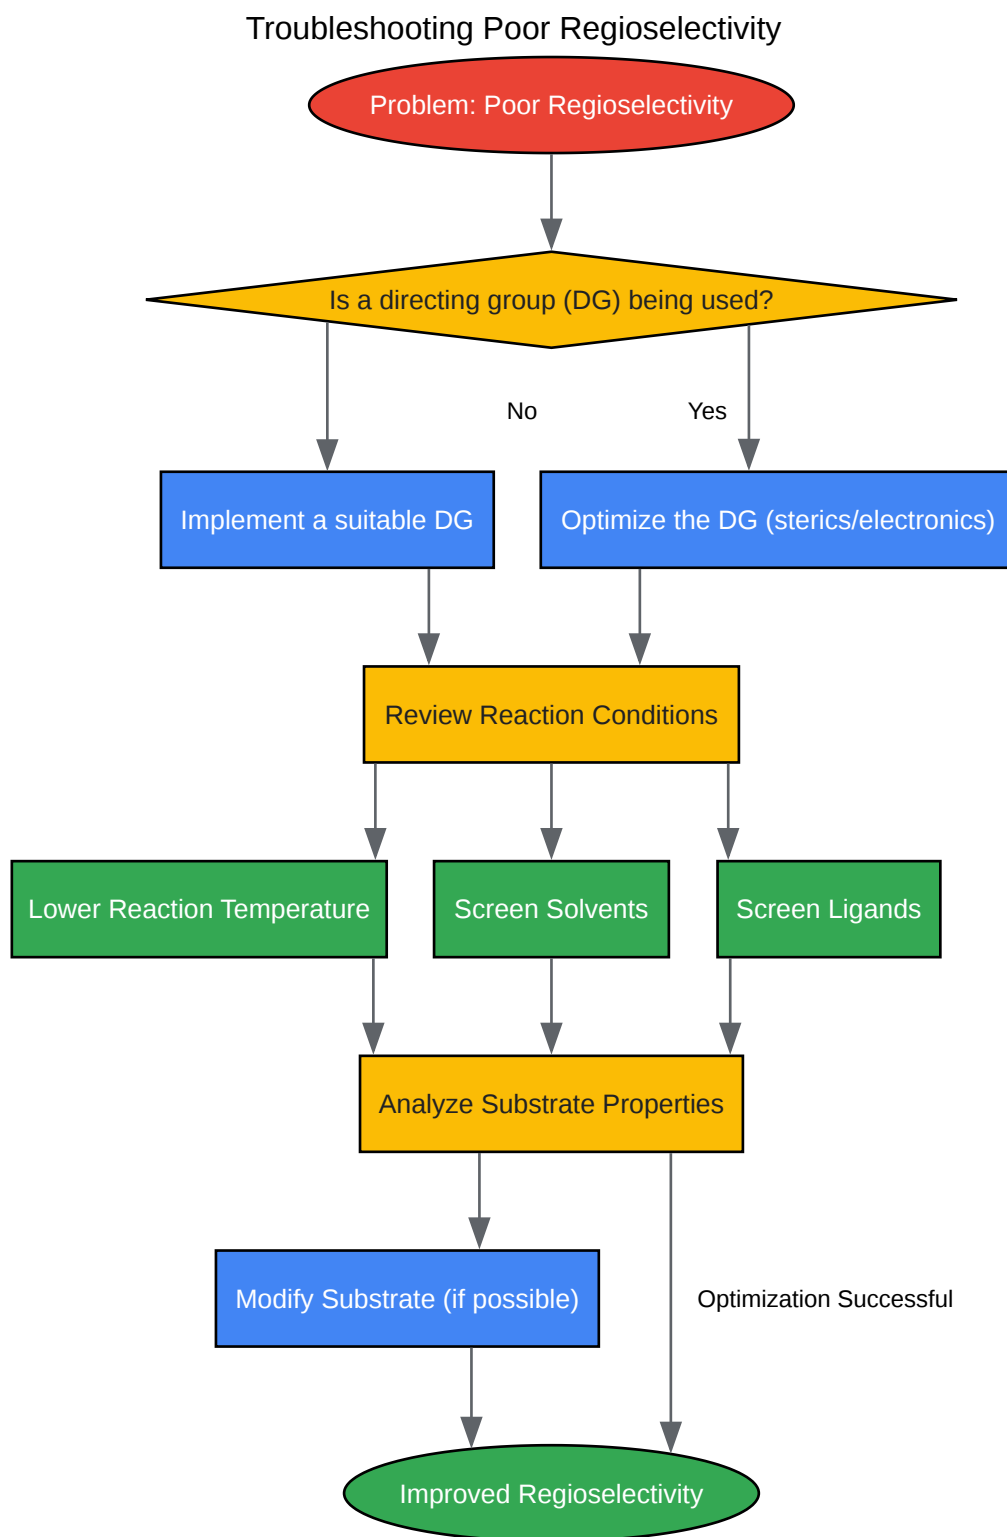 Troubleshooting Poor Regioselectivity
Problem: Poor Regioselectivity
Is a directing group (DG) being used?
No
Yes
Implement a suitable DG
Optimize the DG (sterics/electronics)
Review Reaction Conditions
Lower Reaction Temperature
Screen Solvents
Screen Ligands
Analyze Substrate Properties
Modify Substrate (if possible)
Optimization Successful
Improved Regioselectivity